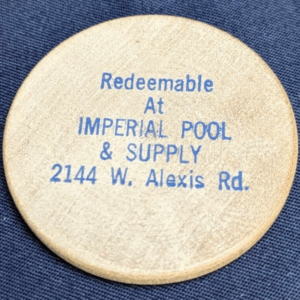 Redeemable
At
IMPERIAL POOL
& SUPPLY
2144 W. Alexis Rd.